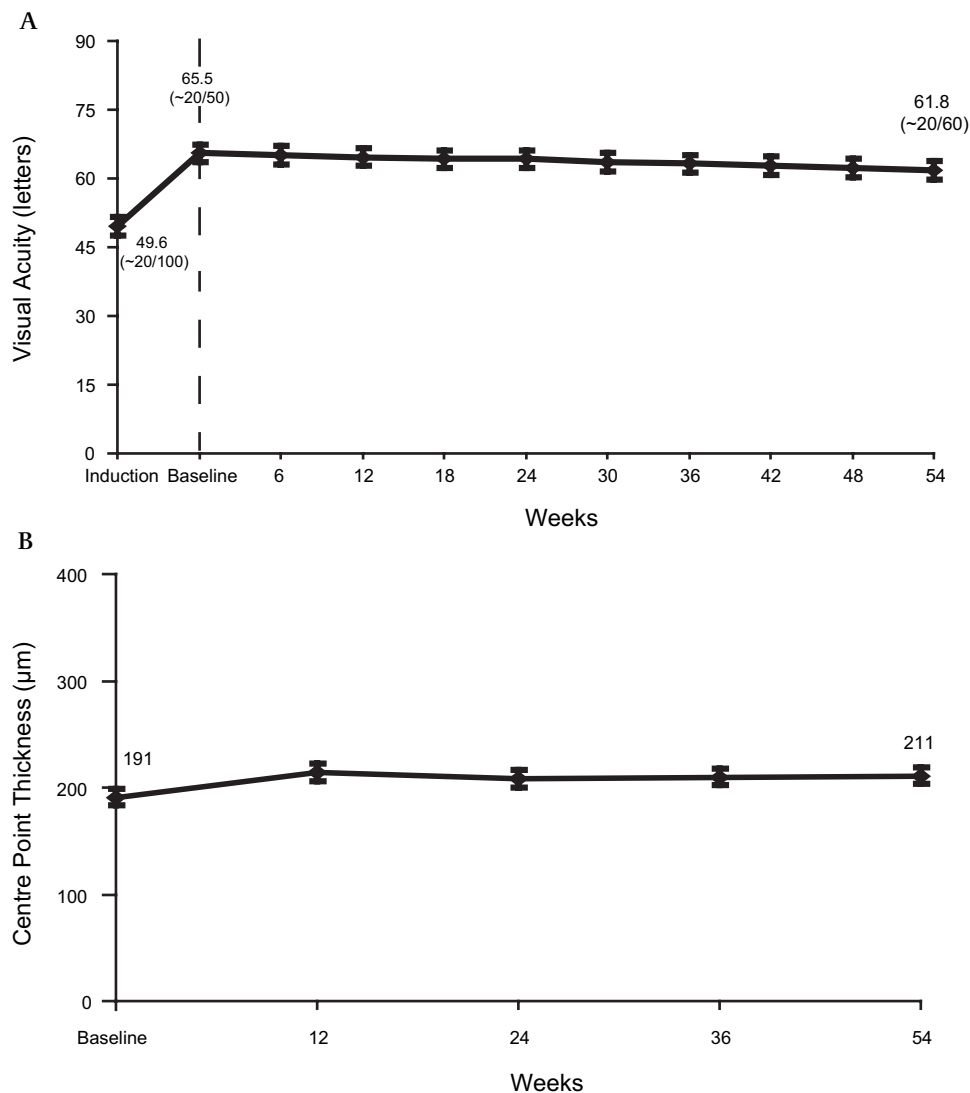 A
90
75
60
45
30
15
0
Visual Acuity (letters)
65.5
(~20/50)
49.6
(~20/100)
61.8
(~20/60)
Induction Baseline 6 12 18 24 30 36 42 48 54
Weeks
B
400
300
200
100
0
Centre Point Thickness (µm)
191
211
Baseline 12 24 36 54
Weeks